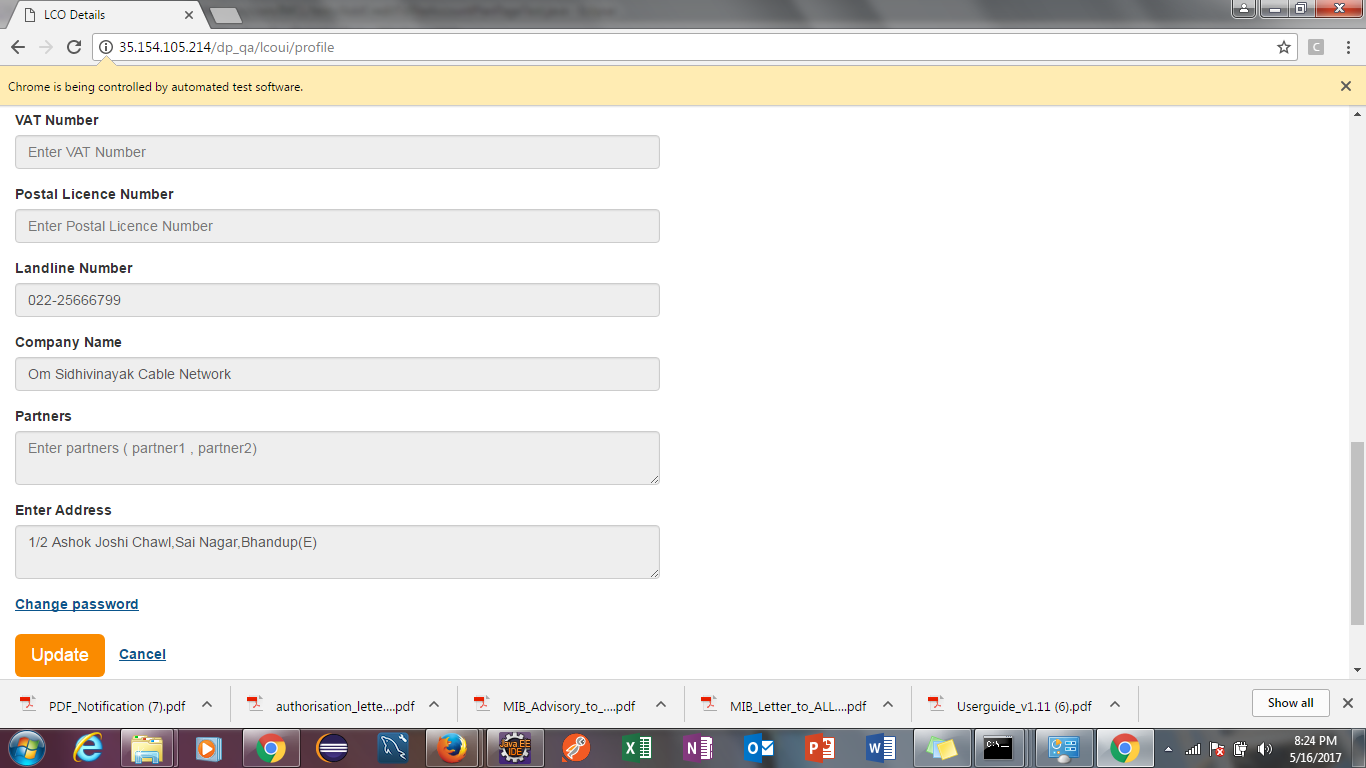 LCO Details
35.154.105.214/dp_qa/lcoui/profile
C
Chrome is being controlled by automated test software.
VAT Number
Enter VAT Number
Postal Licence Number
Enter Postal Licence Number
Landline Number
022-25666799
Company Name
Om Sidhivinayak Cable Network
Partners
Enter partners ( partner1 , partner2)
Enter Address
1/2 Ashok Joshi Chawl,Sai Nagar,Bhandup(E)
Change password
Update Cancel
PDF_Notification (7).pdf authorisation_lette....pdf MIB_Advisory_to_....pdf MIB_Letter_to_ALL....pdf Userguide_v1.11 (6).pdf Show all
Java EE
IDE
C:\
8:24 PM
5/16/2017